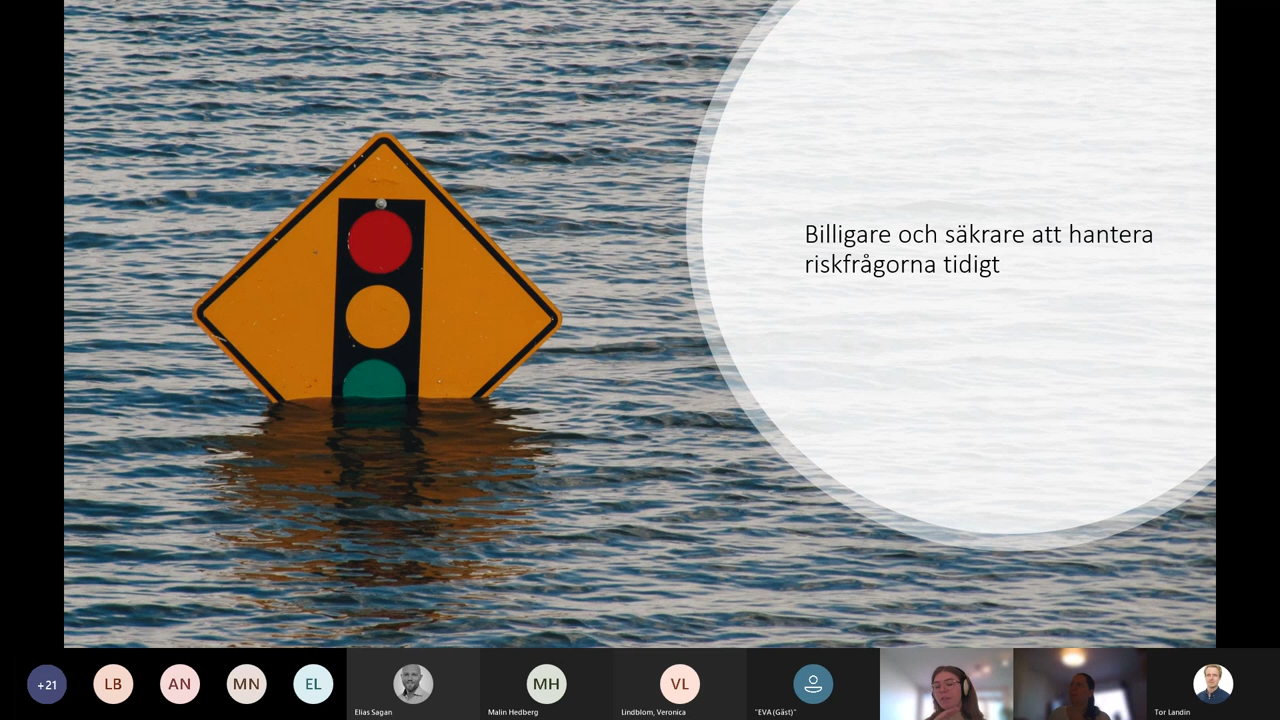 Billigare och säkrare att hantera
riskfrågorna tidigt
+21
LB
AN
MN
EL
Elias Sagan
MH
Malin Hedberg
VL
Lindblom, Veronica
"EVA (Gäst)"
Tor Landin